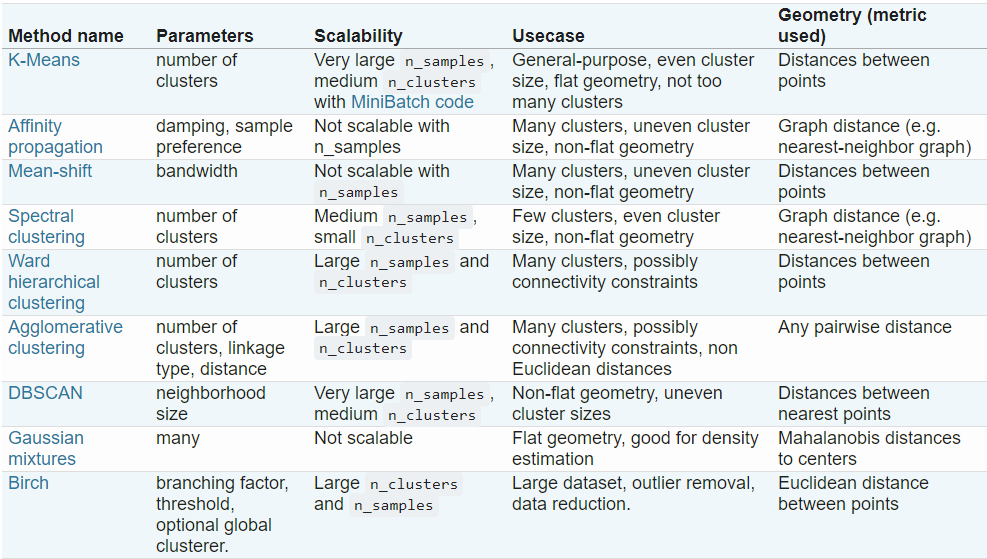 Method name Parameters Scalability Usecase Geometry (metric used)
K-Means number of clusters Very large n_samples, medium n_clusters with MiniBatch code General-purpose, even cluster size, flat geometry, not too many clusters Distances between points
Affinity propagation damping, sample preference Not scalable with n_samples Many clusters, uneven cluster size, non-flat geometry Graph distance (e.g. nearest-neighbor graph)
Mean-shift bandwidth Not scalable with n_samples Many clusters, uneven cluster size, non-flat geometry Distances between points
Spectral clustering number of clusters Medium n_samples, small n_clusters Few clusters, even cluster size, non-flat geometry Graph distance (e.g. nearest-neighbor graph)
Ward hierarchical clustering number of clusters Large n_samples and n_clusters Many clusters, possibly connectivity constraints Distances between points
Agglomerative clustering number of clusters, linkage type, distance Large n_samples and n_clusters Many clusters, possibly connectivity constraints, non Euclidean distances Any pairwise distance
DBSCAN neighborhood size Very large n_samples, medium n_clusters Non-flat geometry, uneven cluster sizes Distances between nearest points
Gaussian mixtures many Not scalable Flat geometry, good for density estimation Mahalanobis distances to centers
Birch branching factor, threshold, optional global clusterer. Large n_clusters and n_samples Large dataset, outlier removal, data reduction. Euclidean distance between points